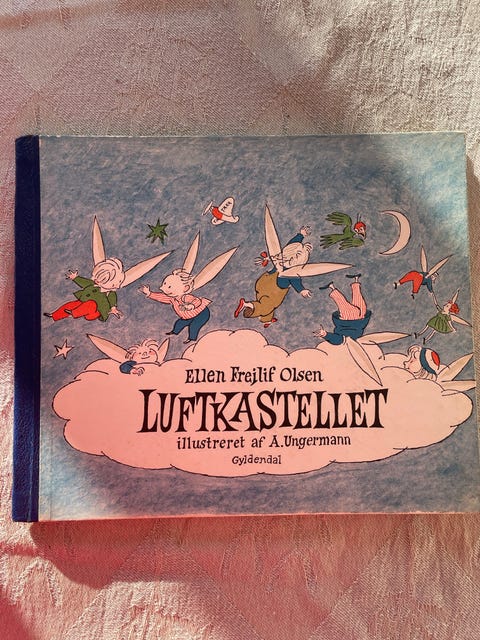 Ellen Frejlif Olsen
LUFTKASTELLET
illustreret af A. Ungermann
Gyldendal